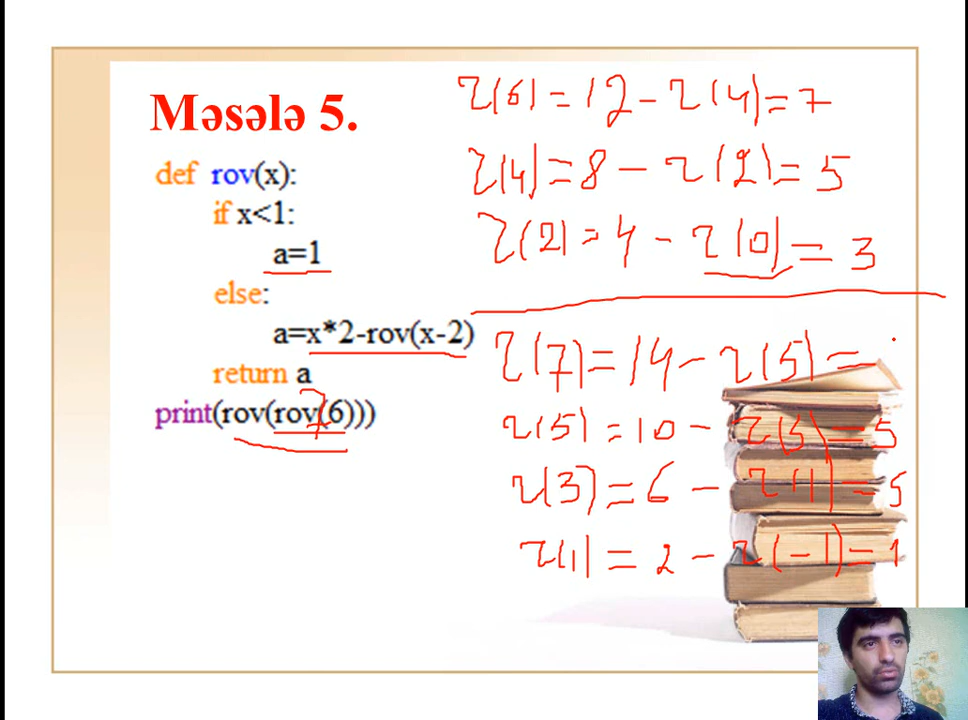 Məsələ 5.
def rov(x):
if x<1:
a=1
else:
a=x*2-rov(x-2)
return a
print(rov(rov(6)))
7
r(6)=12-r(4)=7
r(4)=8-r(2)=5
r(2)=4-r(0)=3
r(7)=14-r(5)=
r(5)=10-r(3)=5
r(3)=6-r(1)=5
r(1)=2-r(-1)=1